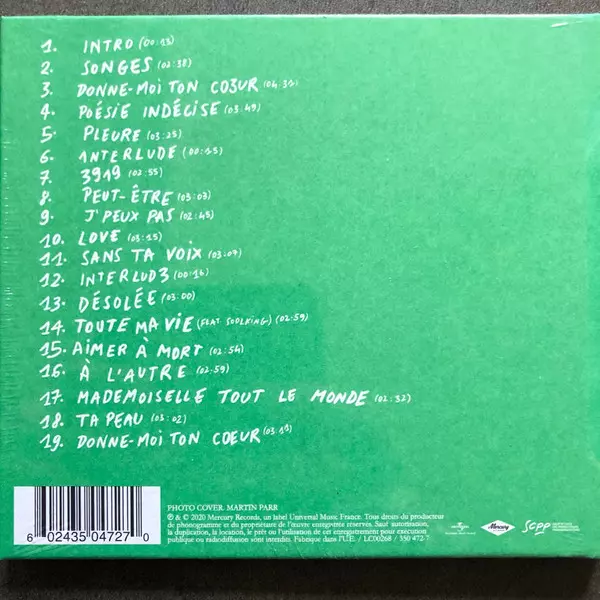 1. INTRO (00:13)
2. SONGES (02:38)
3. DONNE-MOI TON CO3UR (04:31)
4. POÉSIE INDÉCISE (03:49)
5. PLEURE (03:25)
6. 1NTERLUDE (00:15)
7. 3919 (02:55)
8. PEUT-ÊTRE (03:03)
9. J'PEUX PAS (02:45)
10. LOVE (03:15)
11. SANS TA VOIX (03:07)
12. INTERLUD3 (00:16)
13. DÉSOLÉE (03:00)
14. TOUTE MA VIE (FEAT. SOOLKING) (02:59)
15. AIMER À MORT (02:54)
16. À L'AUTRE (02:59)
17. MADEMOISELLE TOUT LE MONDE (02:32)
18. TA PEAU (03:02)
19. DONNE-MOI TON COEUR (03:11)
PHOTO COVER: MARTIN PARR
℗ & © 2020 Mercury Records, un label Universal Music France. Tous droits du producteur
de phonogramme et du propriétaire de l'œuvre enregistrée réservés. Sauf autorisation,
la duplication, la location, le prêt ou l'utilisation de cet enregistrement pour exécution
publique ou radiodiffusion sont interdits. Fabriqué dans l'U.E. / LC00268 / 350 472-7
6 02435 04727 0
Mercury
scpp